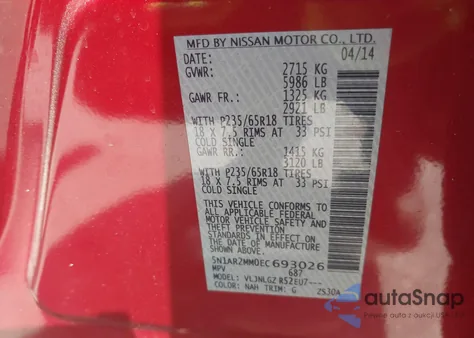 MFD BY NISSAN MOTOR CO., LTD.
DATE: 04/14
GVWR: 2715 KG
5986 LB
GAWR FR.: 1325 KG
2921 LB
WITH P235/65R18 TIRES
18 X 7.5 RIMS AT 33 PSI
COLD SINGLE
GAWR RR.: 1415 KG
3120 LB
WITH P235/65R18 TIRES
18 X 7.5 RIMS AT 33 PSI
COLD SINGLE
THIS VEHICLE CONFORMS TO
ALL APPLICABLE FEDERAL
MOTOR VEHICLE SAFETY AND
THEFT PREVENTION
STANDARDS IN EFFECT ON
THE DATE OF MANUFACTURE
SHOWN ABOVE.
5N1AR2MM0EC693026
MPV 687
MODEL: VLJNLGZ R52EU7---
COLOR: NAH TRIM: G 2S30A
autoSnap